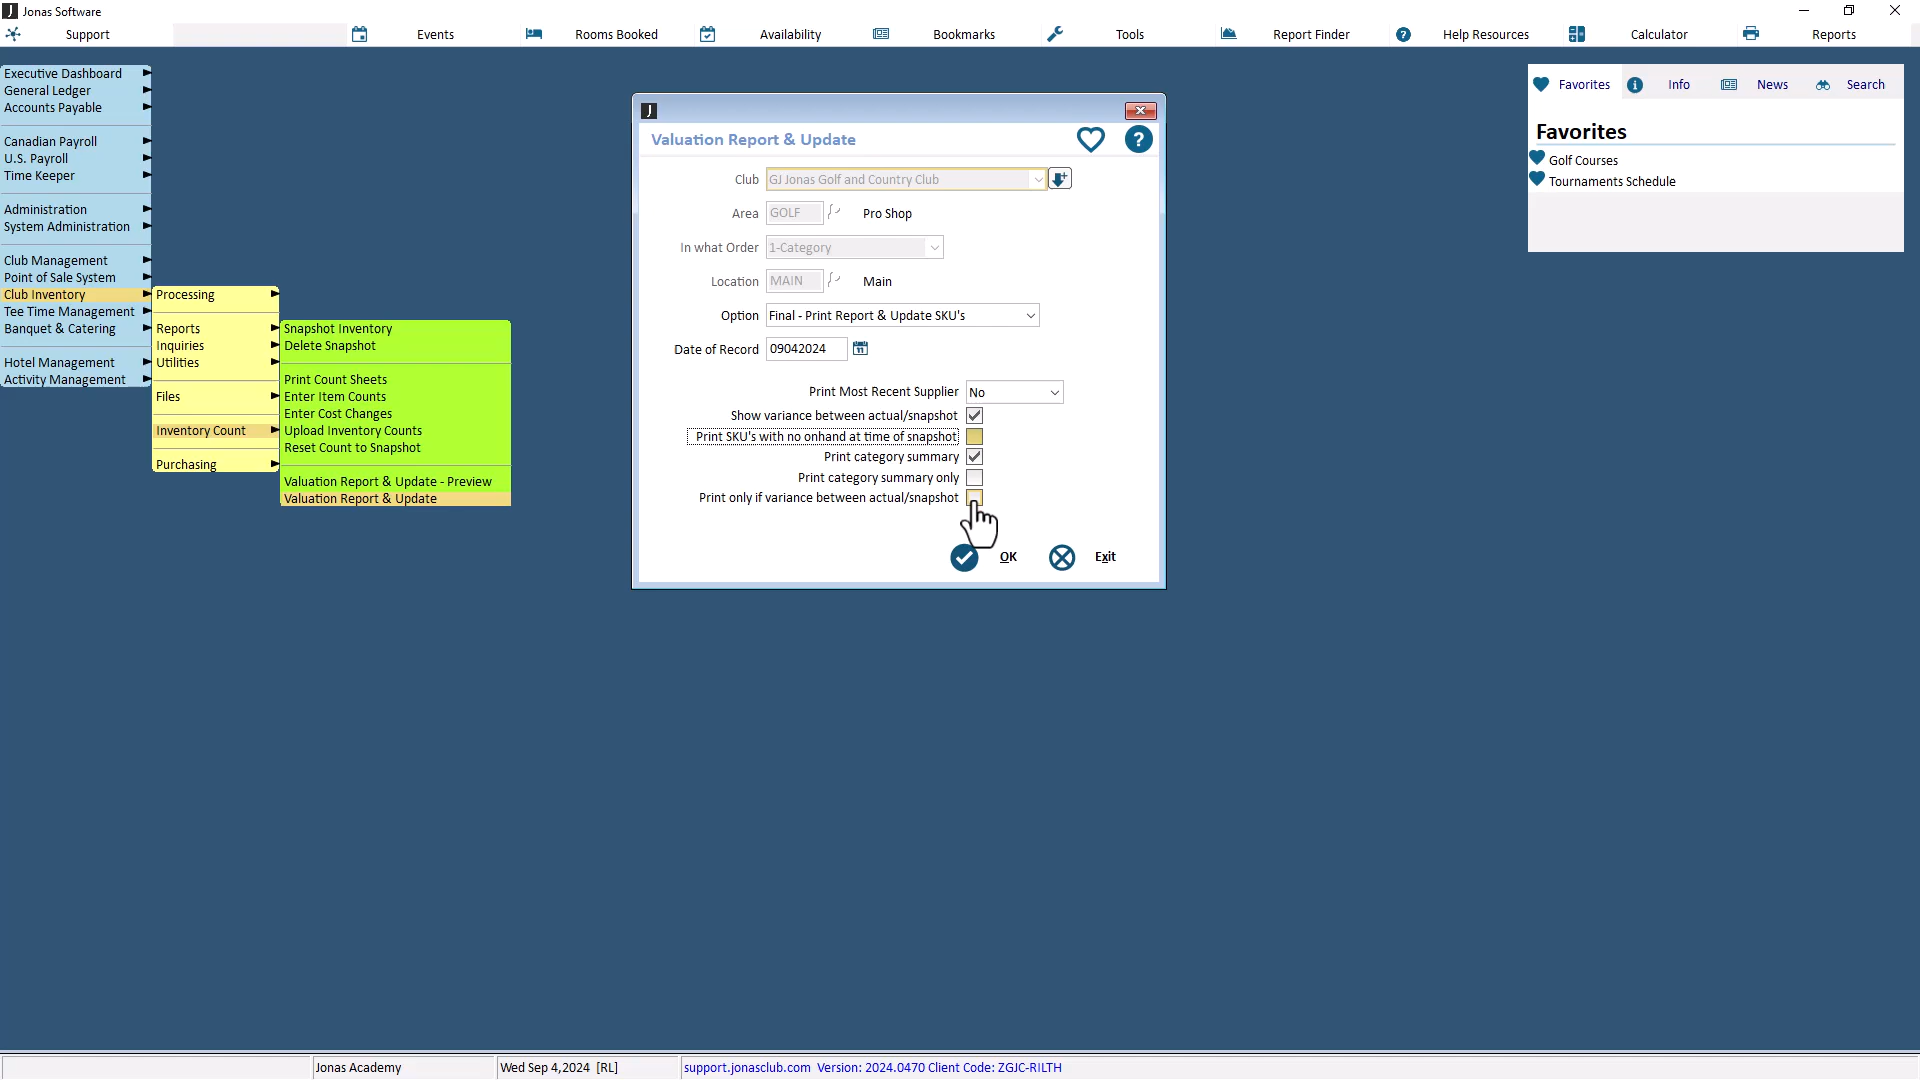 Jonas Software
Support
Events
Rooms Booked
Availability
Bookmarks
Tools
Report Finder
Help Resources
Calculator
Reports
Executive Dashboard
General Ledger
Accounts Payable
Canadian Payroll
U.S. Payroll
Time Keeper
Administration
System Administration
Club Management
Point of Sale System
Club Inventory
Tee Time Management
Banquet & Catering
Hotel Management
Activity Management
Processing
Reports
Inquiries
Utilities
Files
Inventory Count
Purchasing
Snapshot Inventory
Delete Snapshot
Print Count Sheets
Enter Item Counts
Enter Cost Changes
Upload Inventory Counts
Reset Count to Snapshot
Valuation Report & Update - Preview
Valuation Report & Update
Valuation Report & Update
Club GJ Jonas Golf and Country Club
Area GOLF Pro Shop
In what Order 1-Category
Location MAIN Main
Option Final - Print Report & Update SKU's
Date of Record 09042024
Print Most Recent Supplier No
Show variance between actual/snapshot
Print SKU's with no onhand at time of snapshot
Print category summary
Print category summary only
Print only if variance between actual/snapshot
OK Exit
Favorites Info News Search
Favorites
Golf Courses
Tournaments Schedule
Jonas Academy
Wed Sep 4,2024 [RL]
support.jonasclub.com Version: 2024.0470 Client Code: ZGJC-RILTH